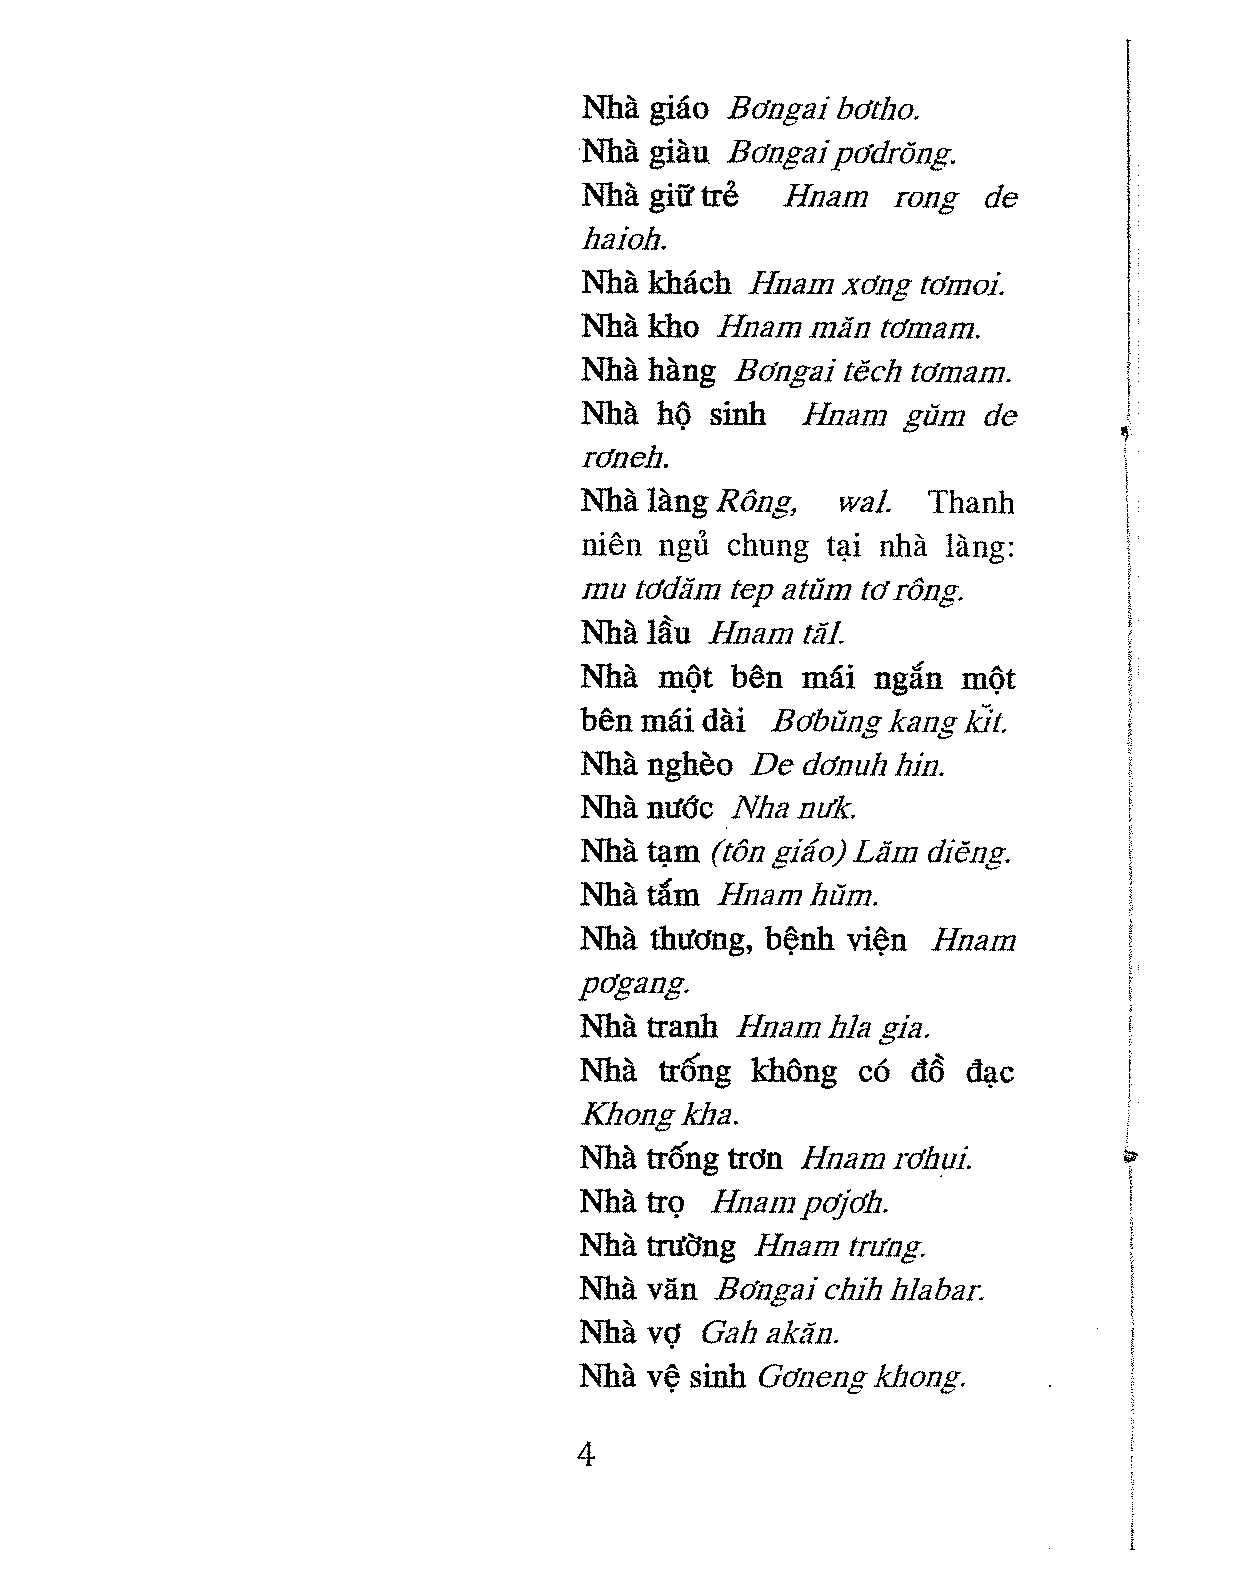 Nhà giáo Bơngai bơtho.
Nhà giàu Bơngai pơdrŏng.
Nhà giữ trẻ Hnam rong de
haioh.
Nhà khách Hnam xơng tơmoi.
Nhà kho Hnam măn tơmam.
Nhà hàng Bơngai tĕch tơmam.
Nhà hộ sinh Hnam gŭm de
rơneh.
Nhà làng Rông, wal. Thanh
niên ngủ chung tại nhà làng:
mu tơdăm tep atŭm tơ rông.
Nhà lầu Hnam tăl.
Nhà một bên mái ngắn một
bên mái dài Bơbŭng kang kĭt.
Nhà nghèo De dơnuh hin.
Nhà nước Nha nưk.
Nhà tạm (tôn giáo) Lăm diĕng.
Nhà tắm Hnam hŭm.
Nhà thương, bệnh viện Hnam
pơgang.
Nhà tranh Hnam hla gia.
Nhà trống không có đồ đạc
Khong kha.
Nhà trống trơn Hnam rơhui.
Nhà trọ Hnam pơjơh.
Nhà trường Hnam trưng.
Nhà văn Bơngai chih hlabar.
Nhà vợ Gah akăn.
Nhà vệ sinh Gơneng khong.
4